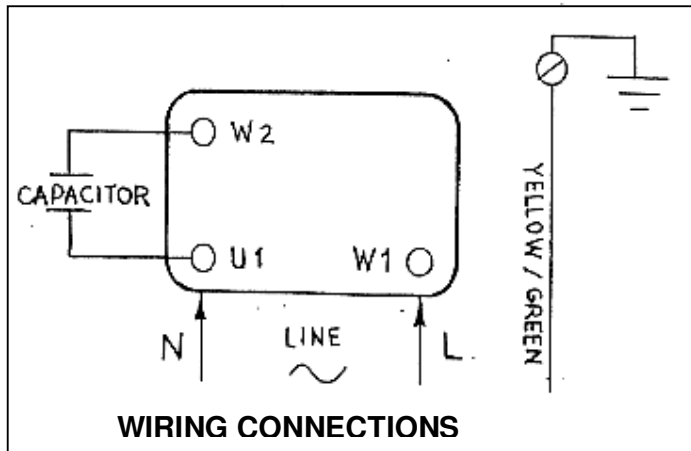 W2
CAPACITOR
U1
W1
N
LINE
L
YELLOW / GREEN
WIRING CONNECTIONS